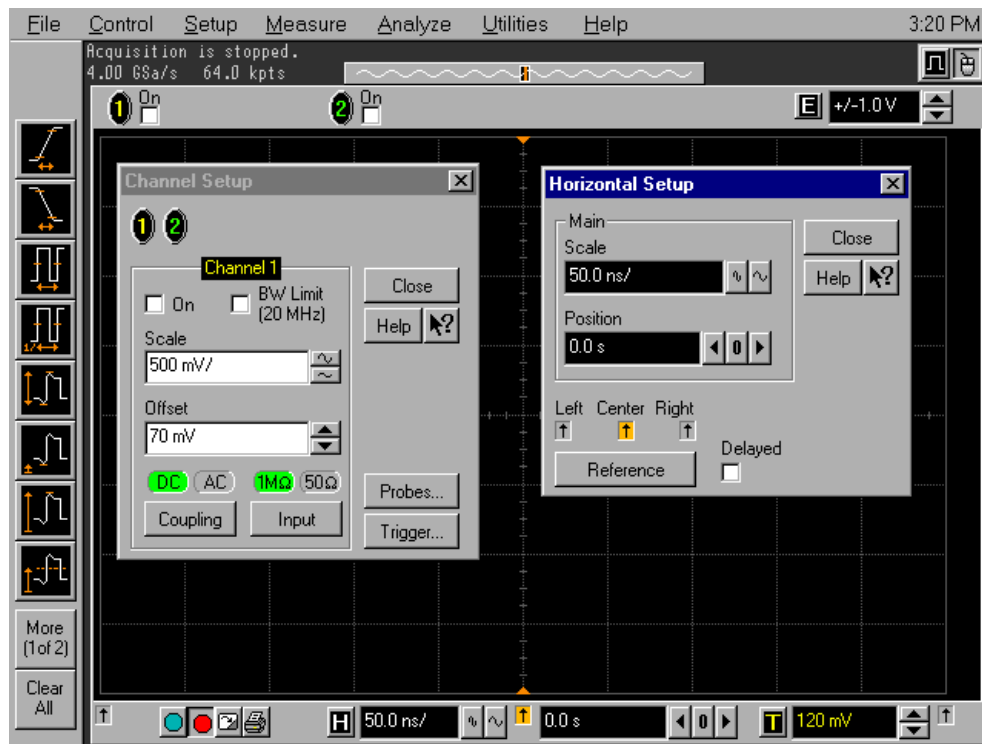 File Control Setup Measure Analyze Utilities Help 3:20 PM
Acquisition is stopped.
4.00 GSa/s 64.0 kpts
1 On 2 On E +/-1.0 V
Channel Setup
1 2
Channel 1
On BW Limit
(20 MHz)
Scale
500 mV/
Offset
70 mV
DC AC 1MΩ 50Ω
Coupling Input
Close
Help ?
Probes...
Trigger...
Horizontal Setup
Main
Scale
50.0 ns/
Position
0.0 s
0
Close
Help ?
Left Center Right
Reference
Delayed
1/
More
(1of 2)
Clear
All
H 50.0 ns/ 0.0 s 0 T 120 mV